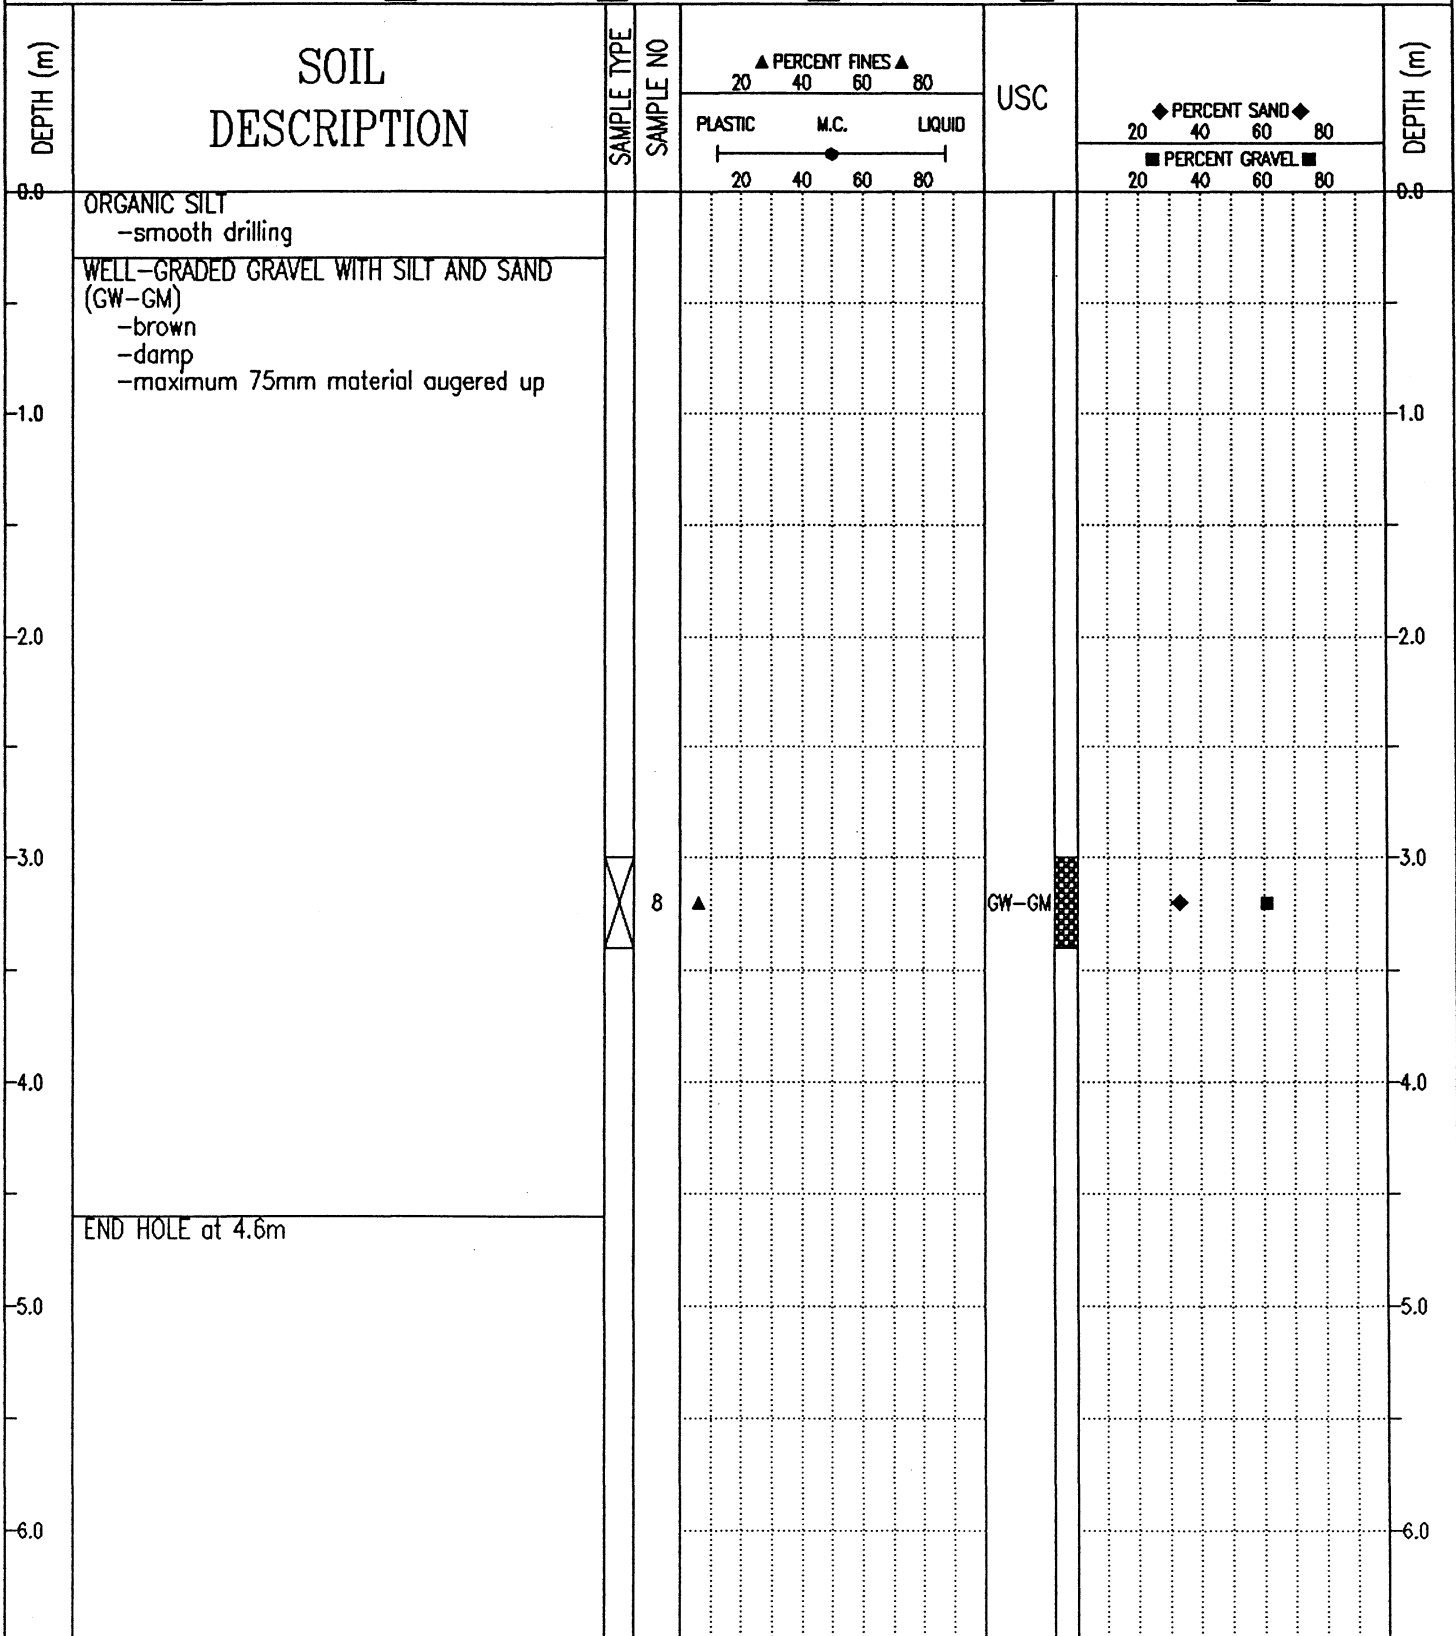 DEPTH (m)
SOIL
DESCRIPTION
SAMPLE TYPE
SAMPLE NO
▲ PERCENT FINES ▲
20 40 60 80
PLASTIC M.C. LIQUID
20 40 60 80
USC
◆ PERCENT SAND ◆
20 40 60 80
■ PERCENT GRAVEL ■
20 40 60 80
DEPTH (m)
0.0
0.0
ORGANIC SILT
-smooth drilling
WELL-GRADED GRAVEL WITH SILT AND SAND
(GW-GM)
-brown
-damp
-maximum 75mm material augered up
1.0
1.0
2.0
2.0
3.0
3.0
8
GW-GM
4.0
4.0
END HOLE at 4.6m
5.0
5.0
6.0
6.0